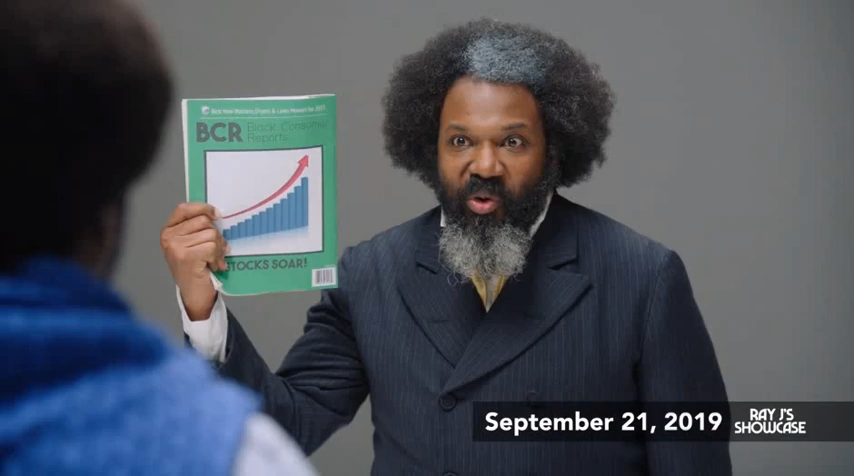 BCR Black Consumer
Reports
STOCKS SOAR!
September 21, 2019
RAY J'S
SHOWCASE